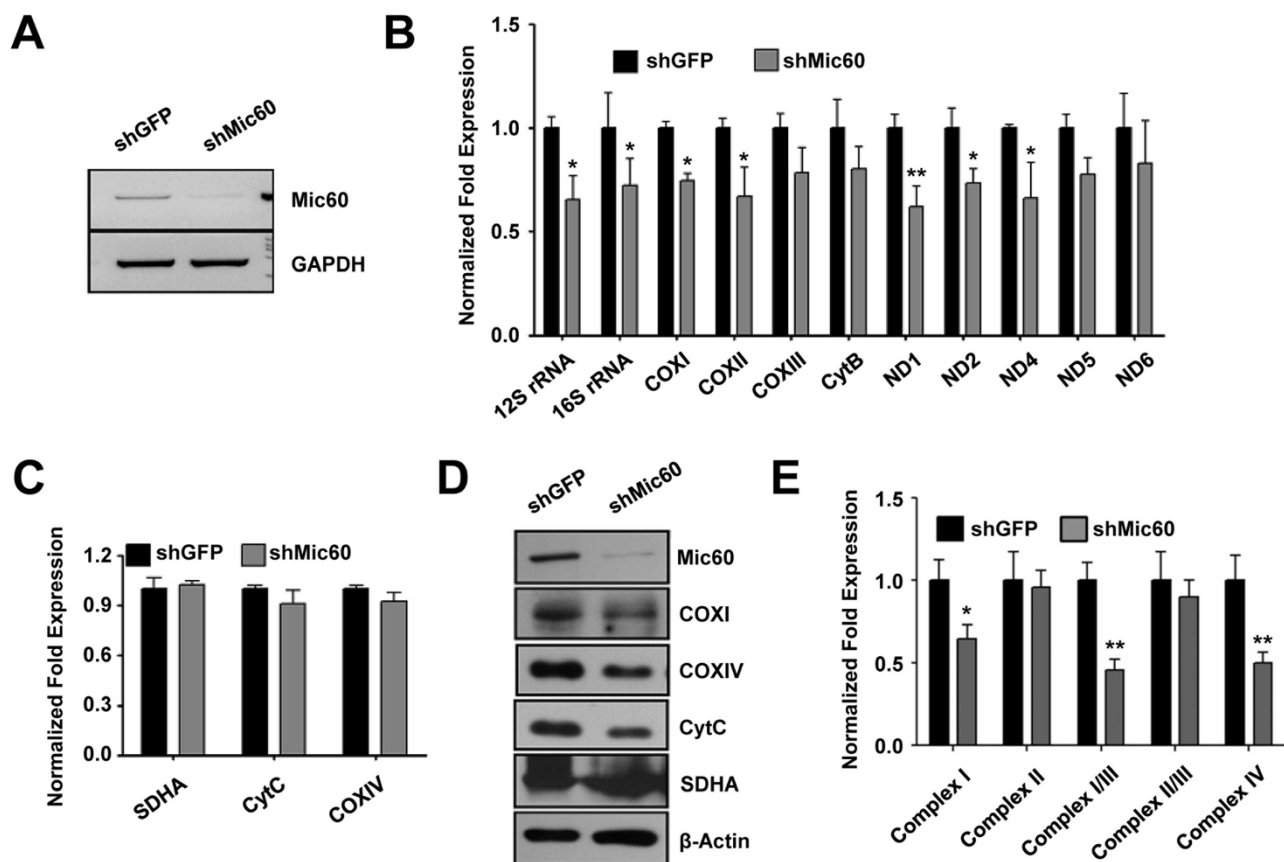 A
shGFP shMic60
Mic60
GAPDH
B
Normalized Fold Expression
1.5
1.0
0.5
0.0
shGFP shMic60
* * * * ** * *
12S rRNA 16S rRNA COXI COXII COXIII CytB ND1 ND2 ND4 ND5 ND6
C
Normalized Fold Expression
1.2
0.9
0.6
0.3
0.0
shGFP shMic60
SDHA CytC COXIV
D
shGFP shMic60
Mic60
COXI
COXIV
CytC
SDHA
β-Actin
E
Normalized Fold Expression
1.5
1.0
0.5
0.0
shGFP shMic60
* ** **
Complex I Complex II Complex I/III Complex II/III Complex IV